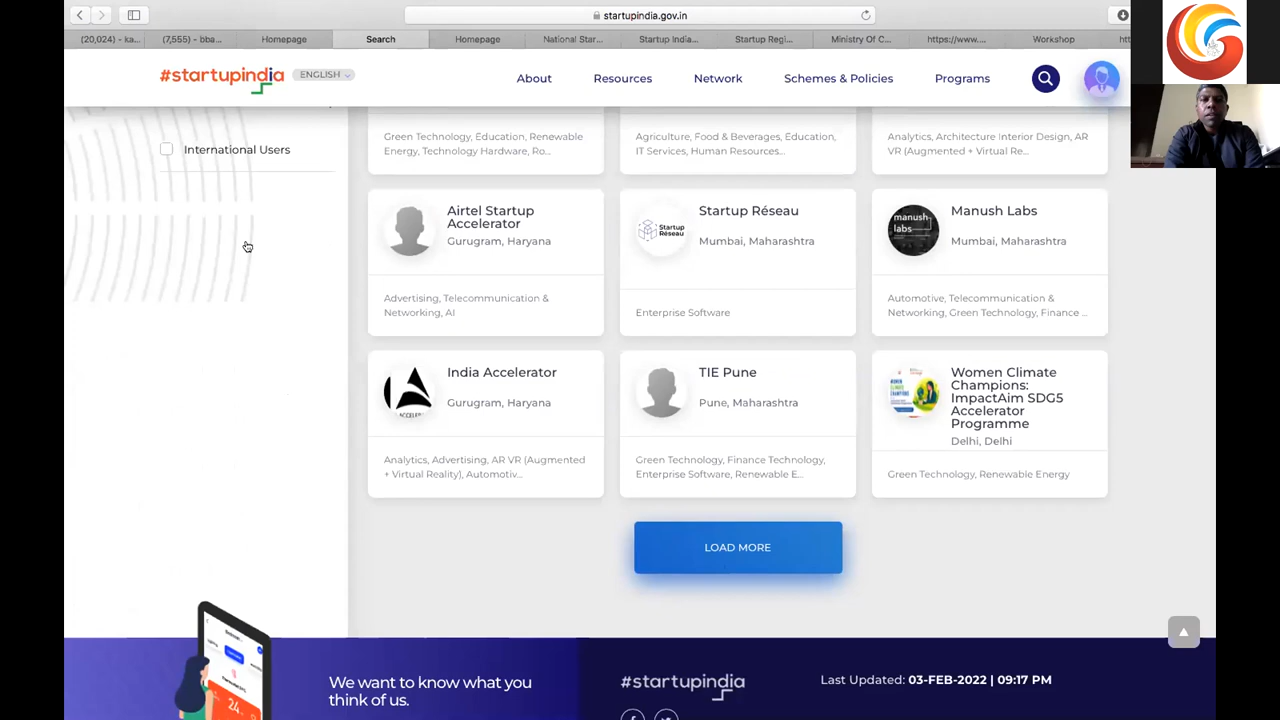 startupindia.gov.in
(20,024) - ka...
(7,555) - bba...
Homepage
Search
Homepage
National Star...
Startup India...
Startup Regi...
Ministry Of C...
https://www....
Workshop
htt
#startupindia
ENGLISH
About
Resources
Network
Schemes & Policies
Programs
International Users
Green Technology, Education, Renewable
Energy, Technology Hardware, Ro...
Agriculture, Food & Beverages, Education,
IT Services, Human Resources...
Analytics, Architecture Interior Design, AR
VR (Augmented + Virtual Re...
Airtel Startup
Accelerator
Gurugram, Haryana
Advertising, Telecommunication &
Networking, AI
Startup
Réseau
Startup Réseau
Mumbai, Maharashtra
Enterprise Software
manush
labs
Manush Labs
Mumbai, Maharashtra
Automotive, Telecommunication &
Networking, Green Technology, Finance ...
India Accelerator
Gurugram, Haryana
Analytics, Advertising, AR VR (Augmented
+ Virtual Reality), Automotiv...
TIE Pune
Pune, Maharashtra
Green Technology, Finance Technology,
Enterprise Software, Renewable E...
Women Climate
Champions:
ImpactAim SDG5
Accelerator
Programme
Delhi, Delhi
Green Technology, Renewable Energy
LOAD MORE
We want to know what you
think of us.
#startupindia
Last Updated: 03-FEB-2022 | 09:17 PM